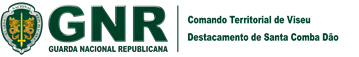 GNR
GUARDA NACIONAL REPUBLICANA
Comando Territorial de Viseu
Destacamento de Santa Comba Dão